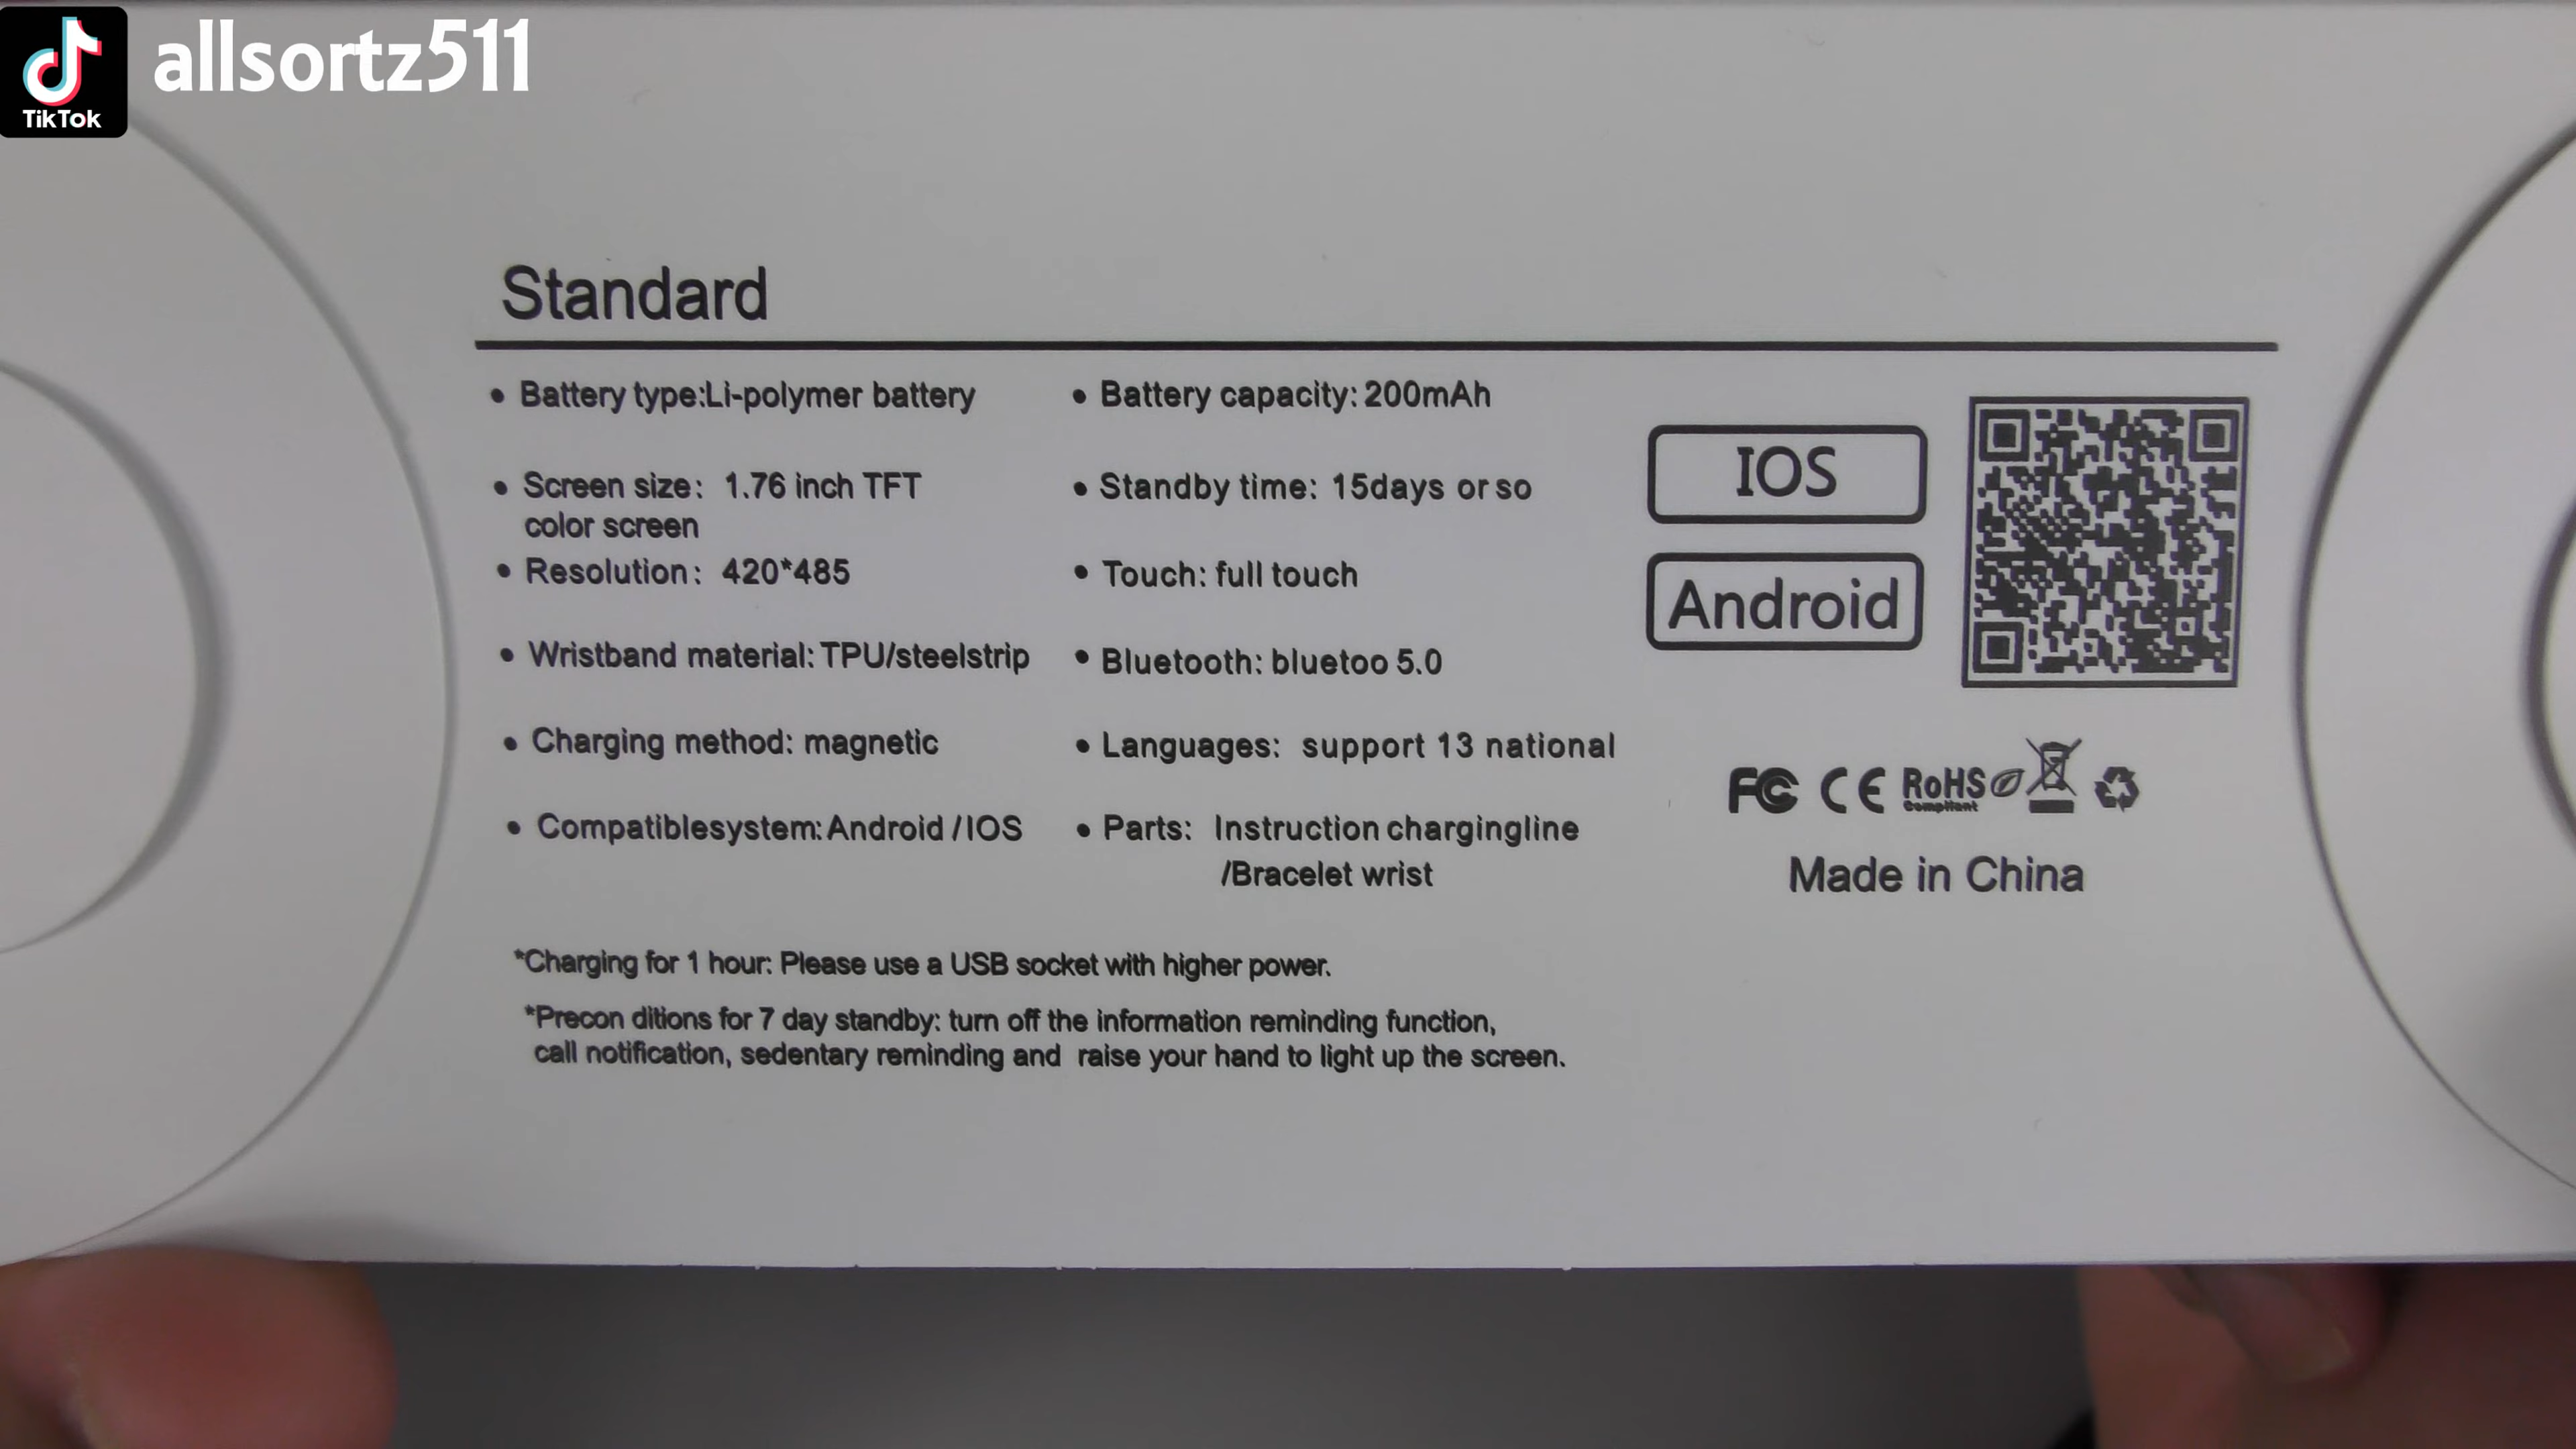 TikTok
allsortz511
Standard
• Battery type:Li-polymer battery
• Screen size: 1.76 inch TFT
color screen
• Resolution: 420*485
• Wristband material: TPU/steelstrip
• Charging method: magnetic
• Compatiblesystem: Android / IOS
• Battery capacity: 200mAh
• Standby time: 15days or so
• Touch: full touch
• Bluetooth: bluetoo 5.0
• Languages: support 13 national
• Parts: Instruction chargingline
/Bracelet wrist
IOS
Android
FC CE RoHS
Compliant
Made in China
*Charging for 1 hour: Please use a USB socket with higher power.
*Precon ditions for 7 day standby: turn off the information reminding function,
call notification, sedentary reminding and raise your hand to light up the screen.